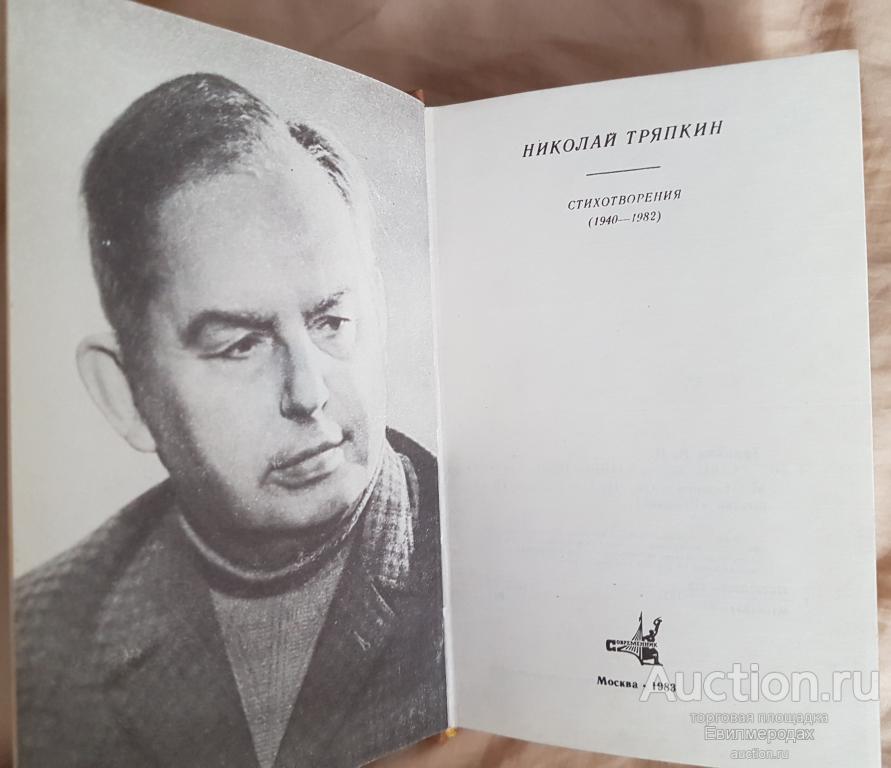 НИКОЛАЙ ТРЯПКИН
СТИХОТВОРЕНИЯ
(1940—1982)
СОВРЕМЕННИК
Москва · 1983
Auction.ru
торговая площадка
Евилмеродах
auction.ru